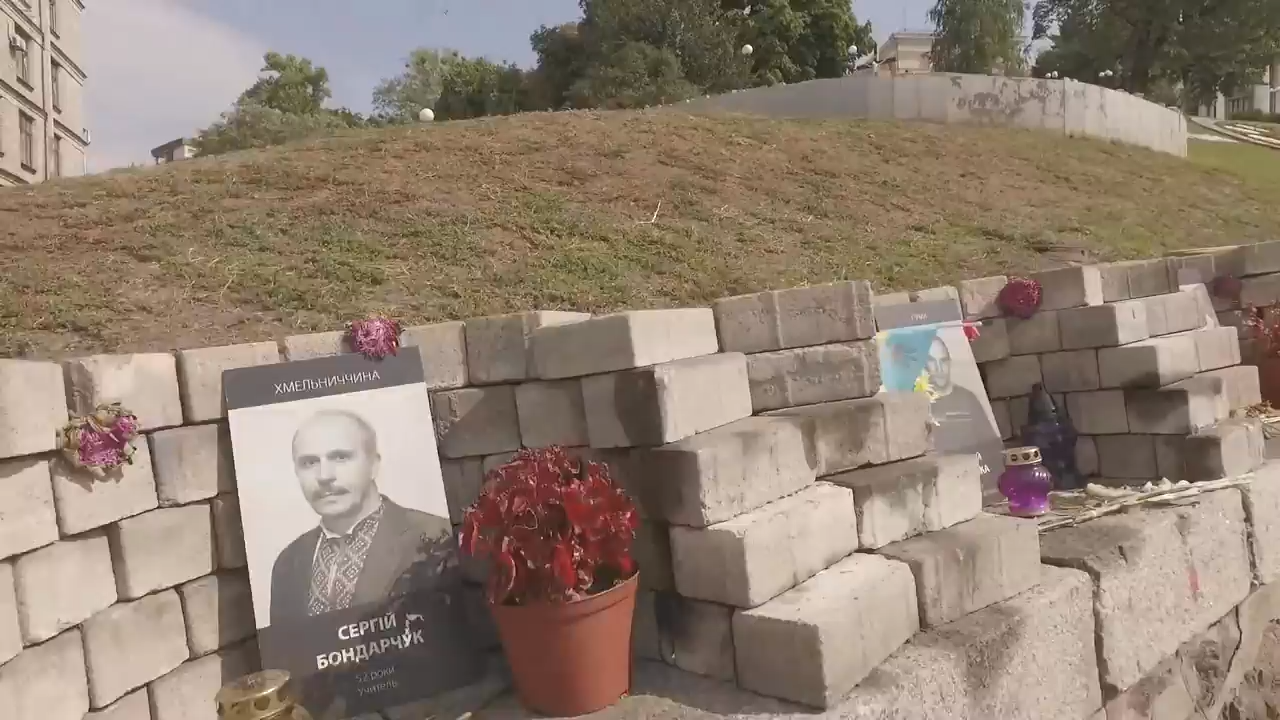 ХМЕЛЬНИЧЧИНА
СЕРГІЙ
БОНДАРЧУК
52 роки
Учитель